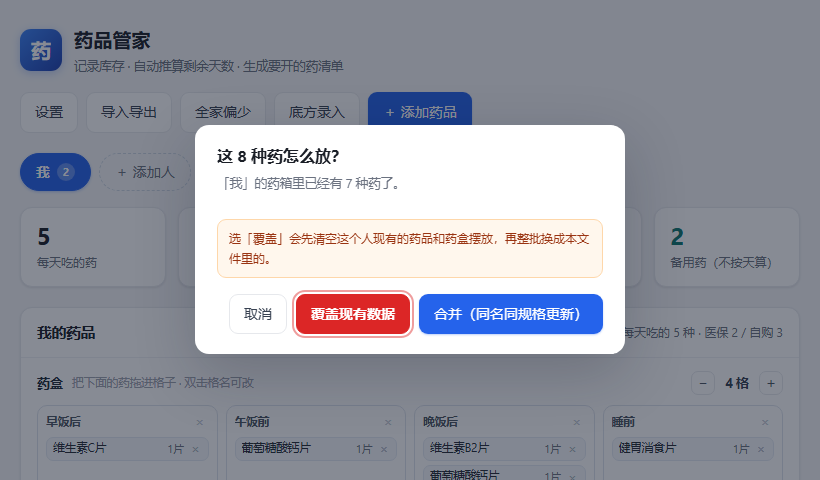 药
药品管家
记录库存 · 自动推算剩余天数 · 生成要开的药清单
设置
导入导出
全家偏少
底方录入
+ 添加药品
我 2
+ 添加人
这 8 种药怎么放?
「我」的药箱里已经有 7 种药了。
选「覆盖」会先清空这个人现有的药品和药盒摆放，再整批换成本文
件里的。
取消
覆盖现有数据
合并（同名同规格更新）
5
每天吃的药
2
备用药（不按天算）
我的药品
每天吃的 5 种 · 医保 2 / 自购 3
药盒 把下面的药拖进格子 · 双击格名可改
− 4 格 +
早饭后 ×
维生素C片 1片 ×
午饭前 ×
葡萄糖酸钙片 1片 ×
晚饭后 ×
维生素B2片 1片 ×
葡萄糖酸钙片 1片 ×
睡前 ×
健胃消食片 1片 ×